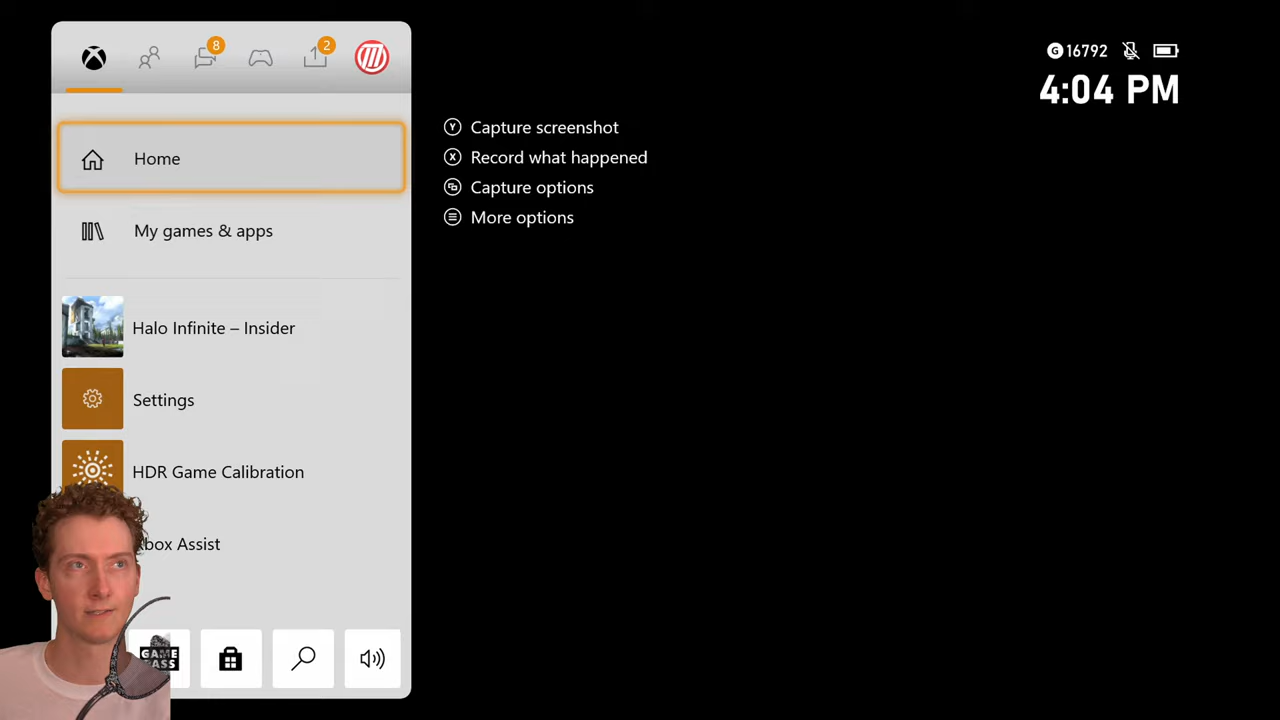 8
2
G 16792
4:04 PM
Home
My games & apps
Halo Infinite – Insider
Settings
HDR Game Calibration
box Assist
GAME
PASS
Y Capture screenshot
X Record what happened
Capture options
More options